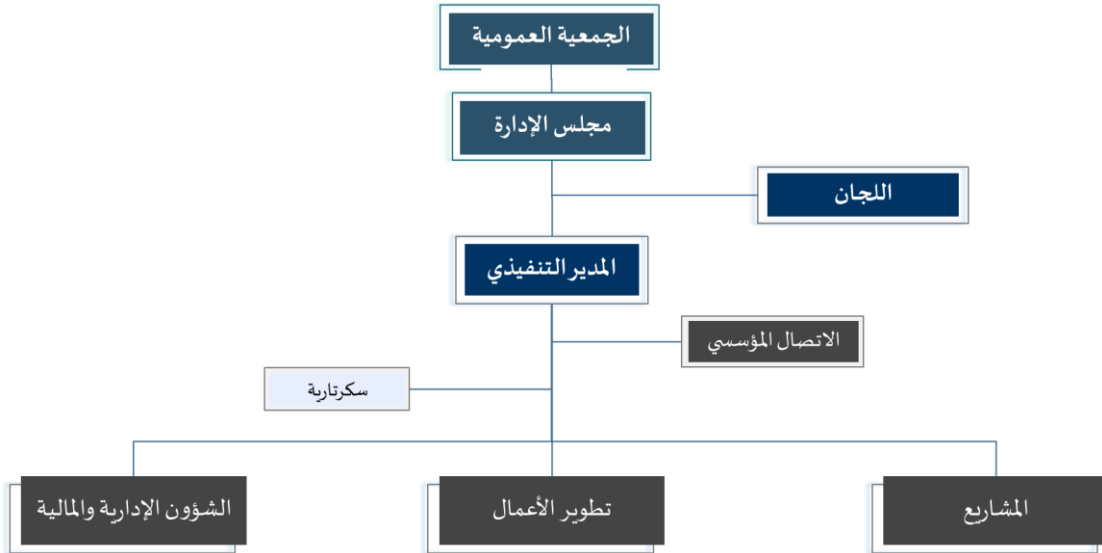 الجمعية العمومية
مجلس الإدارة
اللجان
المدير التنفيذي
الاتصال المؤسسي
سكرتارية
المشاريع
تطوير الأعمال
الشؤون الإدارية والمالية